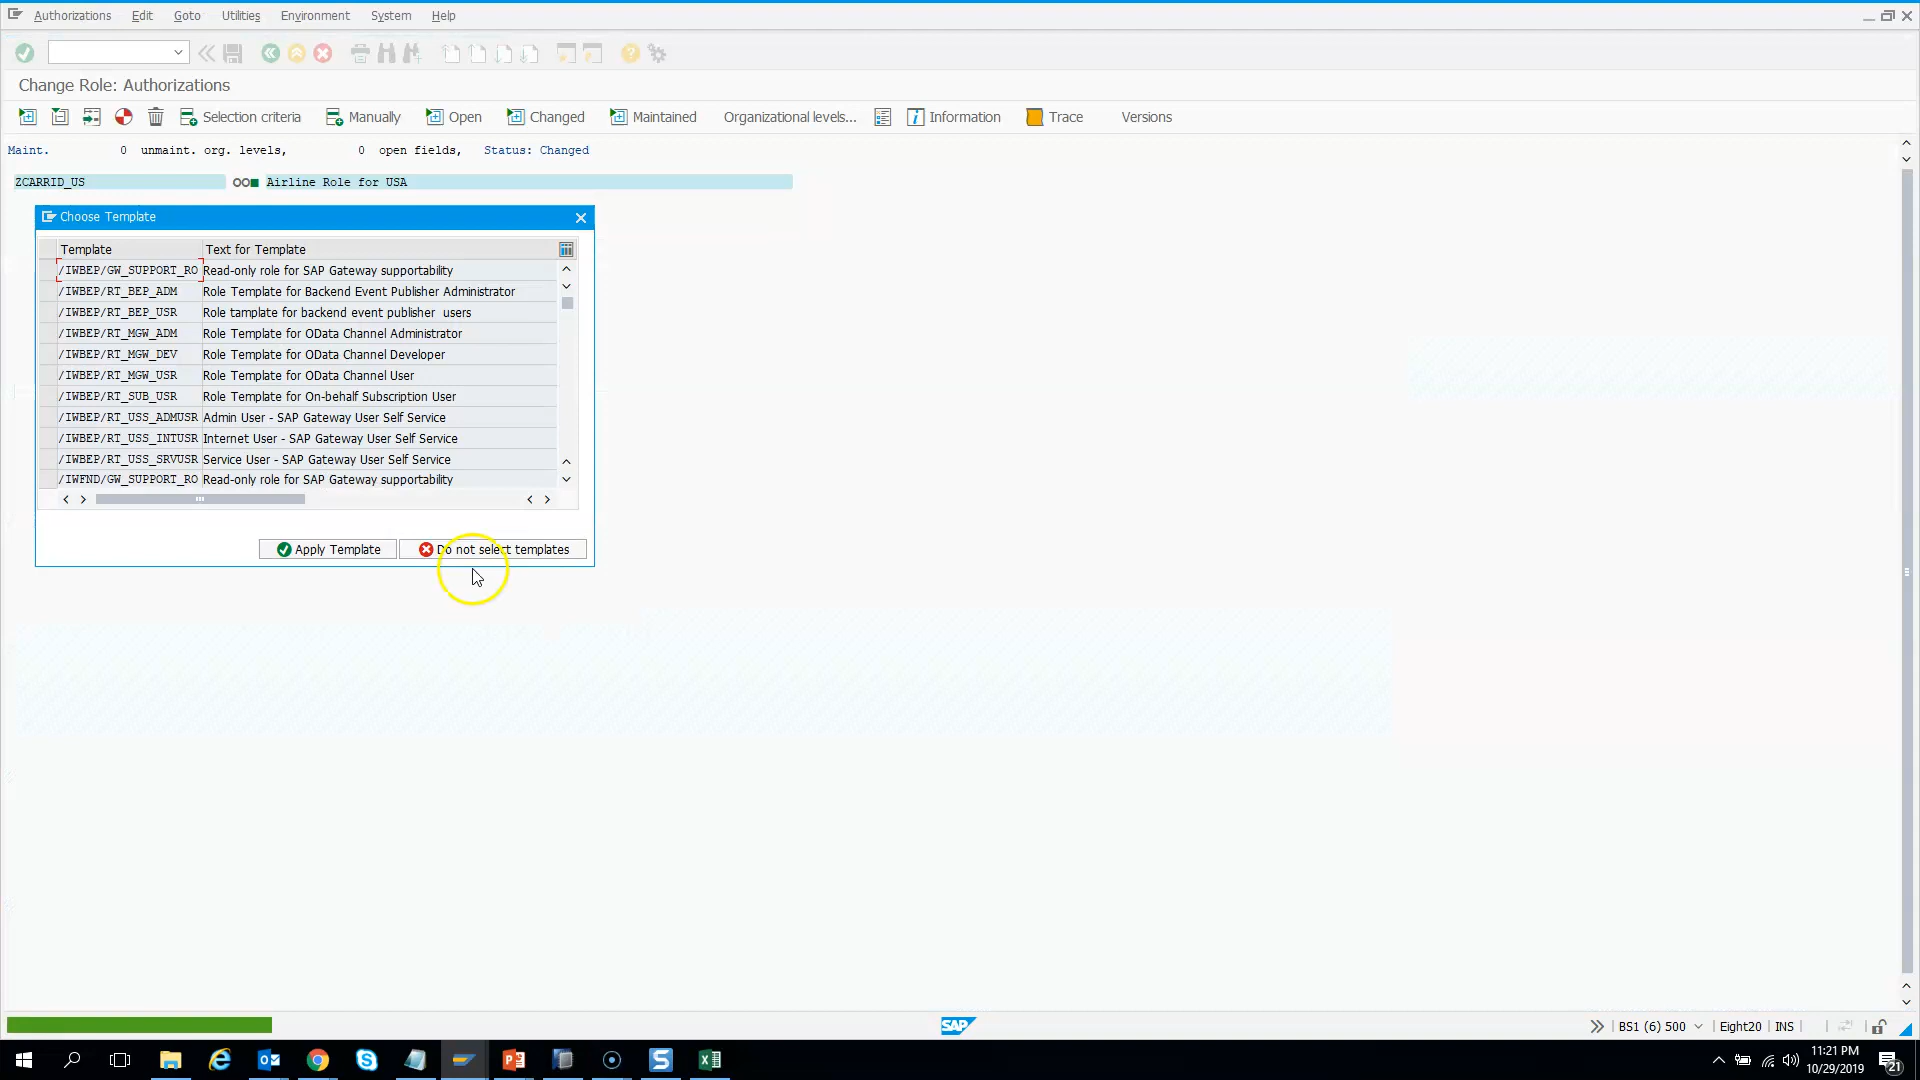 Authorizations Edit Goto Utilities Environment System Help
Change Role: Authorizations
Selection criteria Manually Open Changed Maintained Organizational levels... Information Trace Versions
Maint. 0 unmaint. org. levels, 0 open fields, Status: Changed
ZCARRID_US Airline Role for USA
Choose Template
Template Text for Template
/IWBEP/GW_SUPPORT_RO Read-only role for SAP Gateway supportability
/IWBEP/RT_BEP_ADM Role Template for Backend Event Publisher Administrator
/IWBEP/RT_BEP_USR Role tamplate for backend event publisher users
/IWBEP/RT_MGW_ADM Role Template for OData Channel Administrator
/IWBEP/RT_MGW_DEV Role Template for OData Channel Developer
/IWBEP/RT_MGW_USR Role Template for OData Channel User
/IWBEP/RT_SUB_USR Role Template for On-behalf Subscription User
/IWBEP/RT_USS_ADMUSR Admin User - SAP Gateway User Self Service
/IWBEP/RT_USS_INTUSR Internet User - SAP Gateway User Self Service
/IWBEP/RT_USS_SRVUSR Service User - SAP Gateway User Self Service
/IWFND/GW_SUPPORT_RO Read-only role for SAP Gateway supportability
Apply Template Do not select templates
SAP BS1 (6) 500 Eight20 INS
11:21 PM
10/29/2019 21